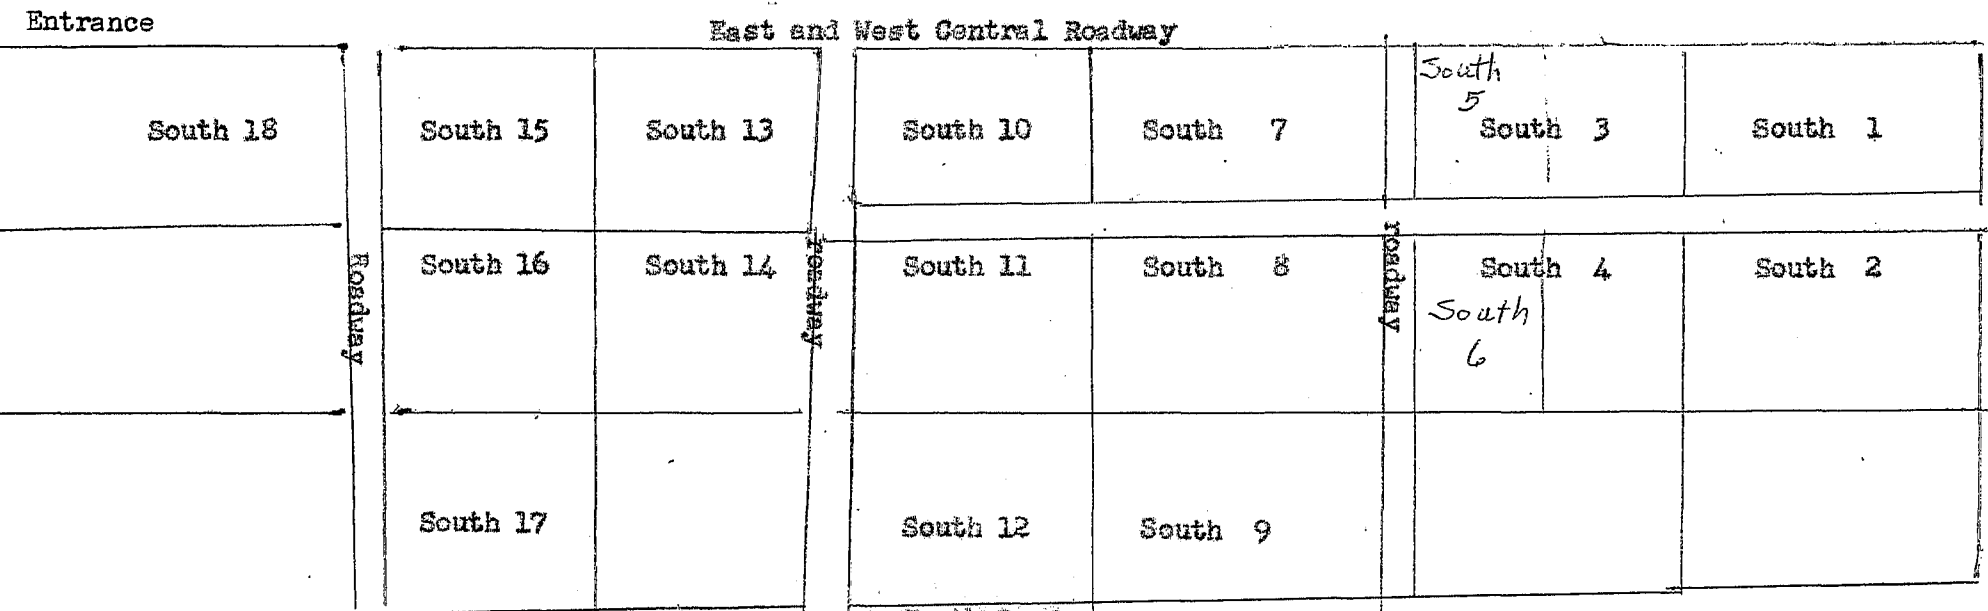 Entrance
East and West Central Roadway
South 18
South 15
South 13
South 10
South 7
South
5
South 3
South 1
Roadway
roadway
roadway
South 16
South 14
South 11
South 8
South 4
South 2
South
6
South 17
South 12
South 9